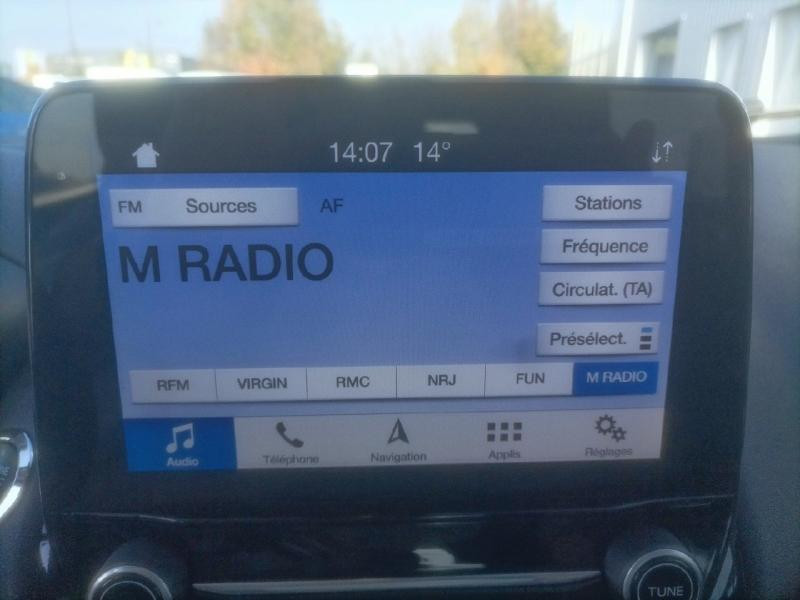 14:07 14°
FM Sources AF Stations
M RADIO
Fréquence
Circulat. (TA)
Présélect.
RFM VIRGIN RMC NRJ FUN M RADIO
Audio Téléphone Navigation Applis Réglages
TUNE